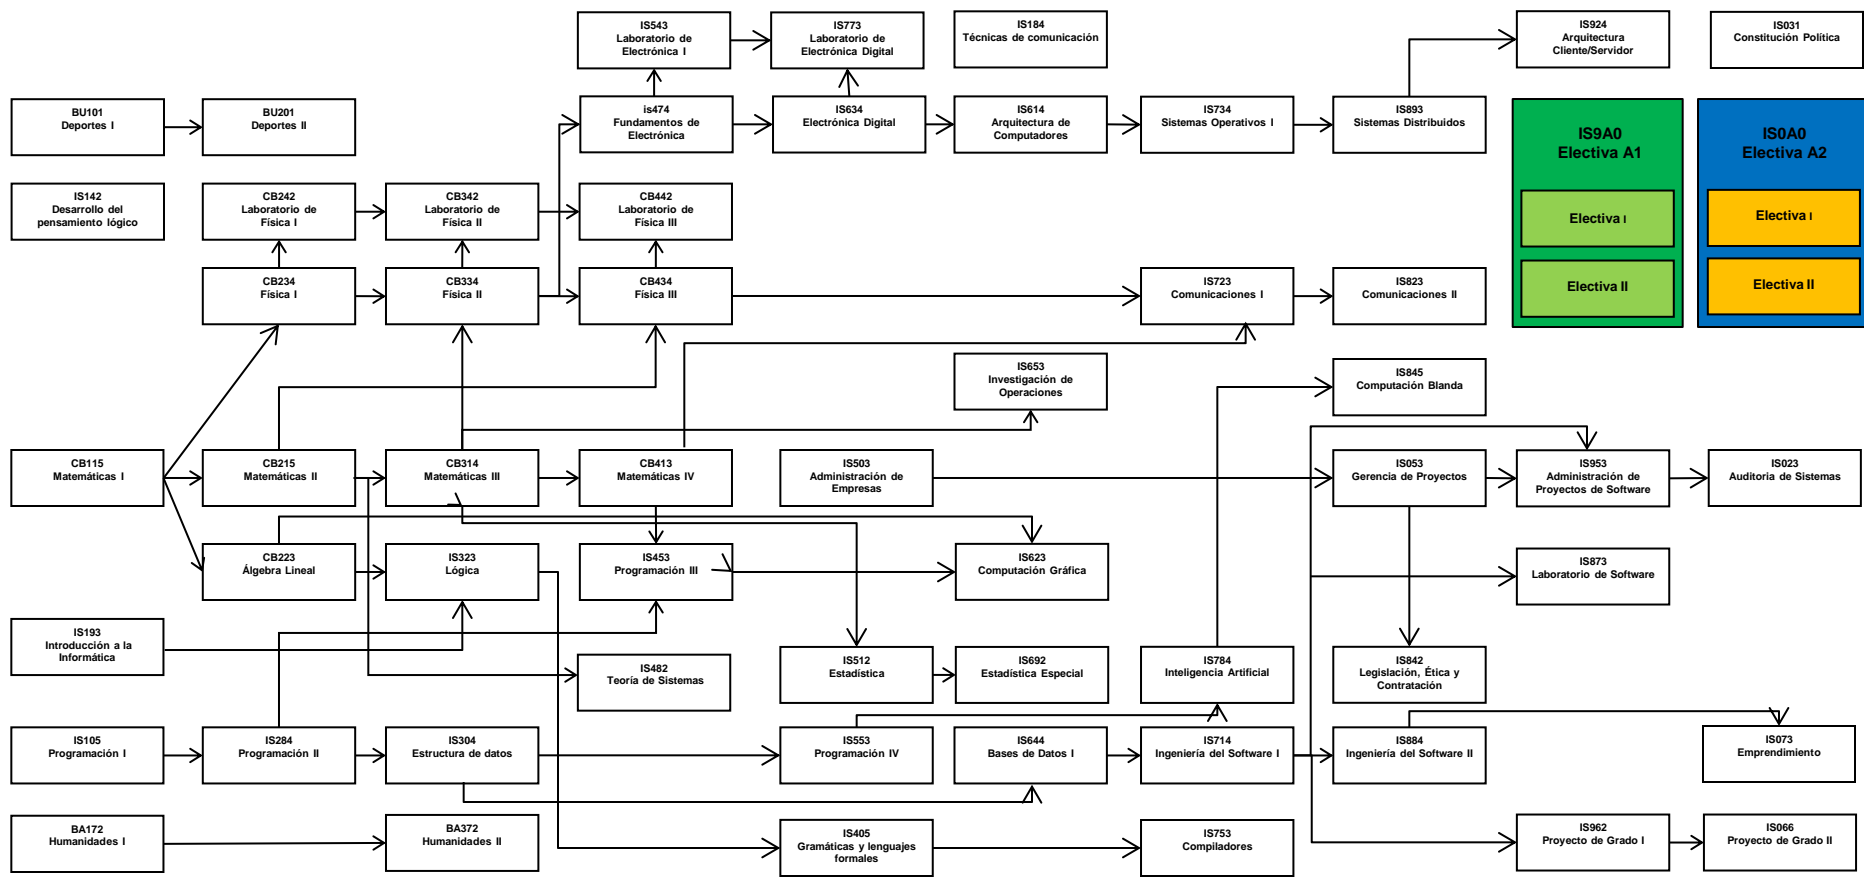 IS543
Laboratorio de
Electrónica I
IS773
Laboratorio de
Electrónica Digital
IS184
Técnicas de comunicación
IS924
Arquitectura
Cliente/Servidor
IS031
Constitución Política
BU101
Deportes I
BU201
Deportes II
is474
Fundamentos de
Electrónica
IS634
Electrónica Digital
IS614
Arquitectura de
Computadores
IS734
Sistemas Operativos I
IS893
Sistemas Distribuidos
IS9A0
Electiva A1
Electiva I
Electiva II
IS0A0
Electiva A2
Electiva I
Electiva II
IS142
Desarrollo del
pensamiento lógico
CB242
Laboratorio de
Física I
CB342
Laboratorio de
Física II
CB442
Laboratorio de
Física III
CB234
Física I
CB334
Física II
CB434
Física III
IS723
Comunicaciones I
IS823
Comunicaciones II
IS653
Investigación de
Operaciones
IS845
Computación Blanda
CB115
Matemáticas I
CB215
Matemáticas II
CB314
Matemáticas III
CB413
Matemáticas IV
IS503
Administración de
Empresas
IS053
Gerencia de Proyectos
IS953
Administración de
Proyectos de Software
IS023
Auditoria de Sistemas
CB223
Álgebra Lineal
IS323
Lógica
IS453
Programación III
IS623
Computación Gráfica
IS873
Laboratorio de Software
IS193
Introducción a la
Informática
IS482
Teoría de Sistemas
IS512
Estadística
IS692
Estadística Especial
IS784
Inteligencia Artificial
IS842
Legislación, Ética y
Contratación
IS105
Programación I
IS284
Programación II
IS304
Estructura de datos
IS553
Programación IV
IS644
Bases de Datos I
IS714
Ingeniería del Software I
IS884
Ingeniería del Software II
IS073
Emprendimiento
BA172
Humanidades I
BA372
Humanidades II
IS405
Gramáticas y lenguajes
formales
IS753
Compiladores
IS962
Proyecto de Grado I
IS066
Proyecto de Grado II